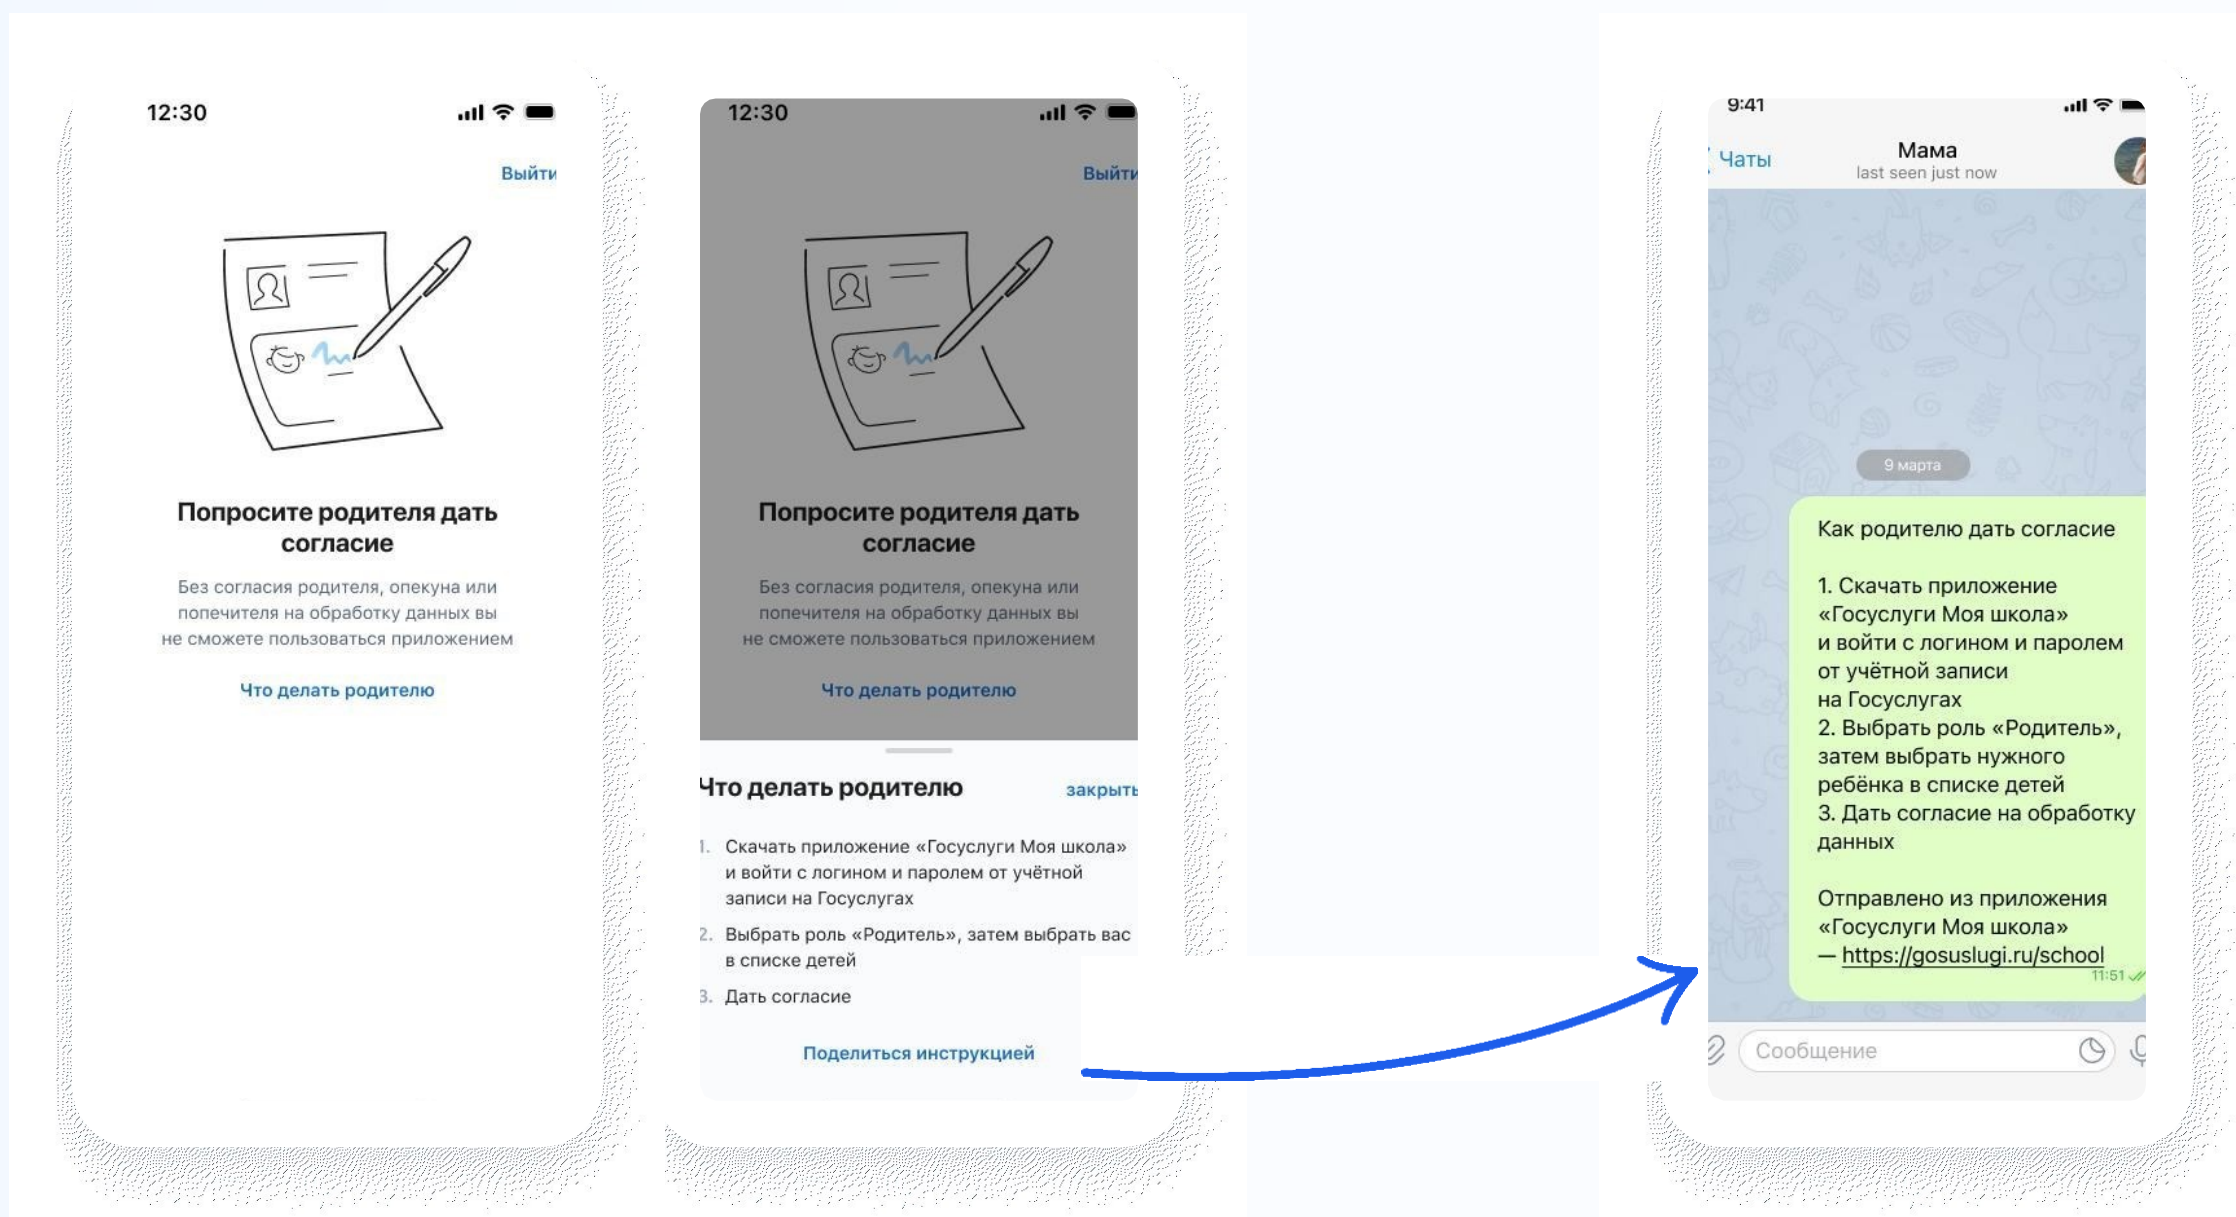 12:30
Выйти
Попросите родителя дать
согласие
Без согласия родителя, опекуна или
попечителя на обработку данных вы
не сможете пользоваться приложением
Что делать родителю
12:30
Выйти
Попросите родителя дать
согласие
Без согласия родителя, опекуна или
попечителя на обработку данных вы
не сможете пользоваться приложением
Что делать родителю
Что делать родителю
закрыть
1. Скачать приложение «Госуслуги Моя школа»
и войти с логином и паролем от учётной
записи на Госуслугах
2. Выбрать роль «Родитель», затем выбрать вас
в списке детей
3. Дать согласие
Поделиться инструкцией
9:41
Чаты
Мама
last seen just now
9 марта
Как родителю дать согласие
1. Скачать приложение
«Госуслуги Моя школа»
и войти с логином и паролем
от учётной записи
на Госуслугах
2. Выбрать роль «Родитель»,
затем выбрать нужного
ребёнка в списке детей
3. Дать согласие на обработку
данных
Отправлено из приложения
«Госуслуги Моя школа»
— https://gosuslugi.ru/school
11:51
Сообщение